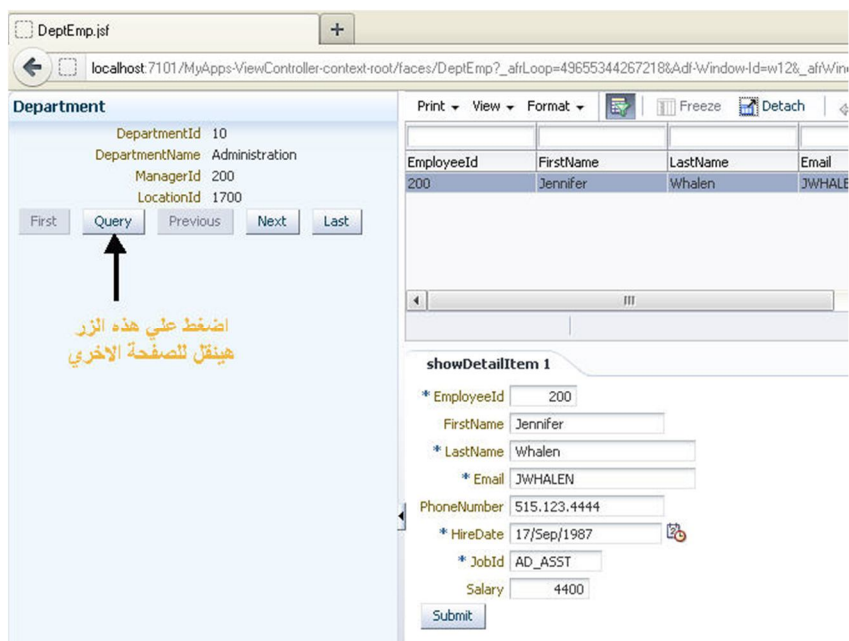 DeptEmp.jsf
localhost:7101/MyApps-ViewController-context-root/faces/DeptEmp?_afrLoop=49655344267218&Adf-Window-Id=w12&_afrWin
Department
DepartmentId 10
DepartmentName Administration
ManagerId 200
LocationId 1700
First Query Previous Next Last
اضغط علي هذه الزر
هينقل للصفحة الاخري
Print View Format Freeze Detach
EmployeeId FirstName LastName Email
200 Jennifer Whalen JWHALE
showDetailItem 1
* EmployeeId 200
FirstName Jennifer
* LastName Whalen
* Email JWHALEN
PhoneNumber 515.123.4444
* HireDate 17/Sep/1987
* JobId AD_ASST
Salary 4400
Submit